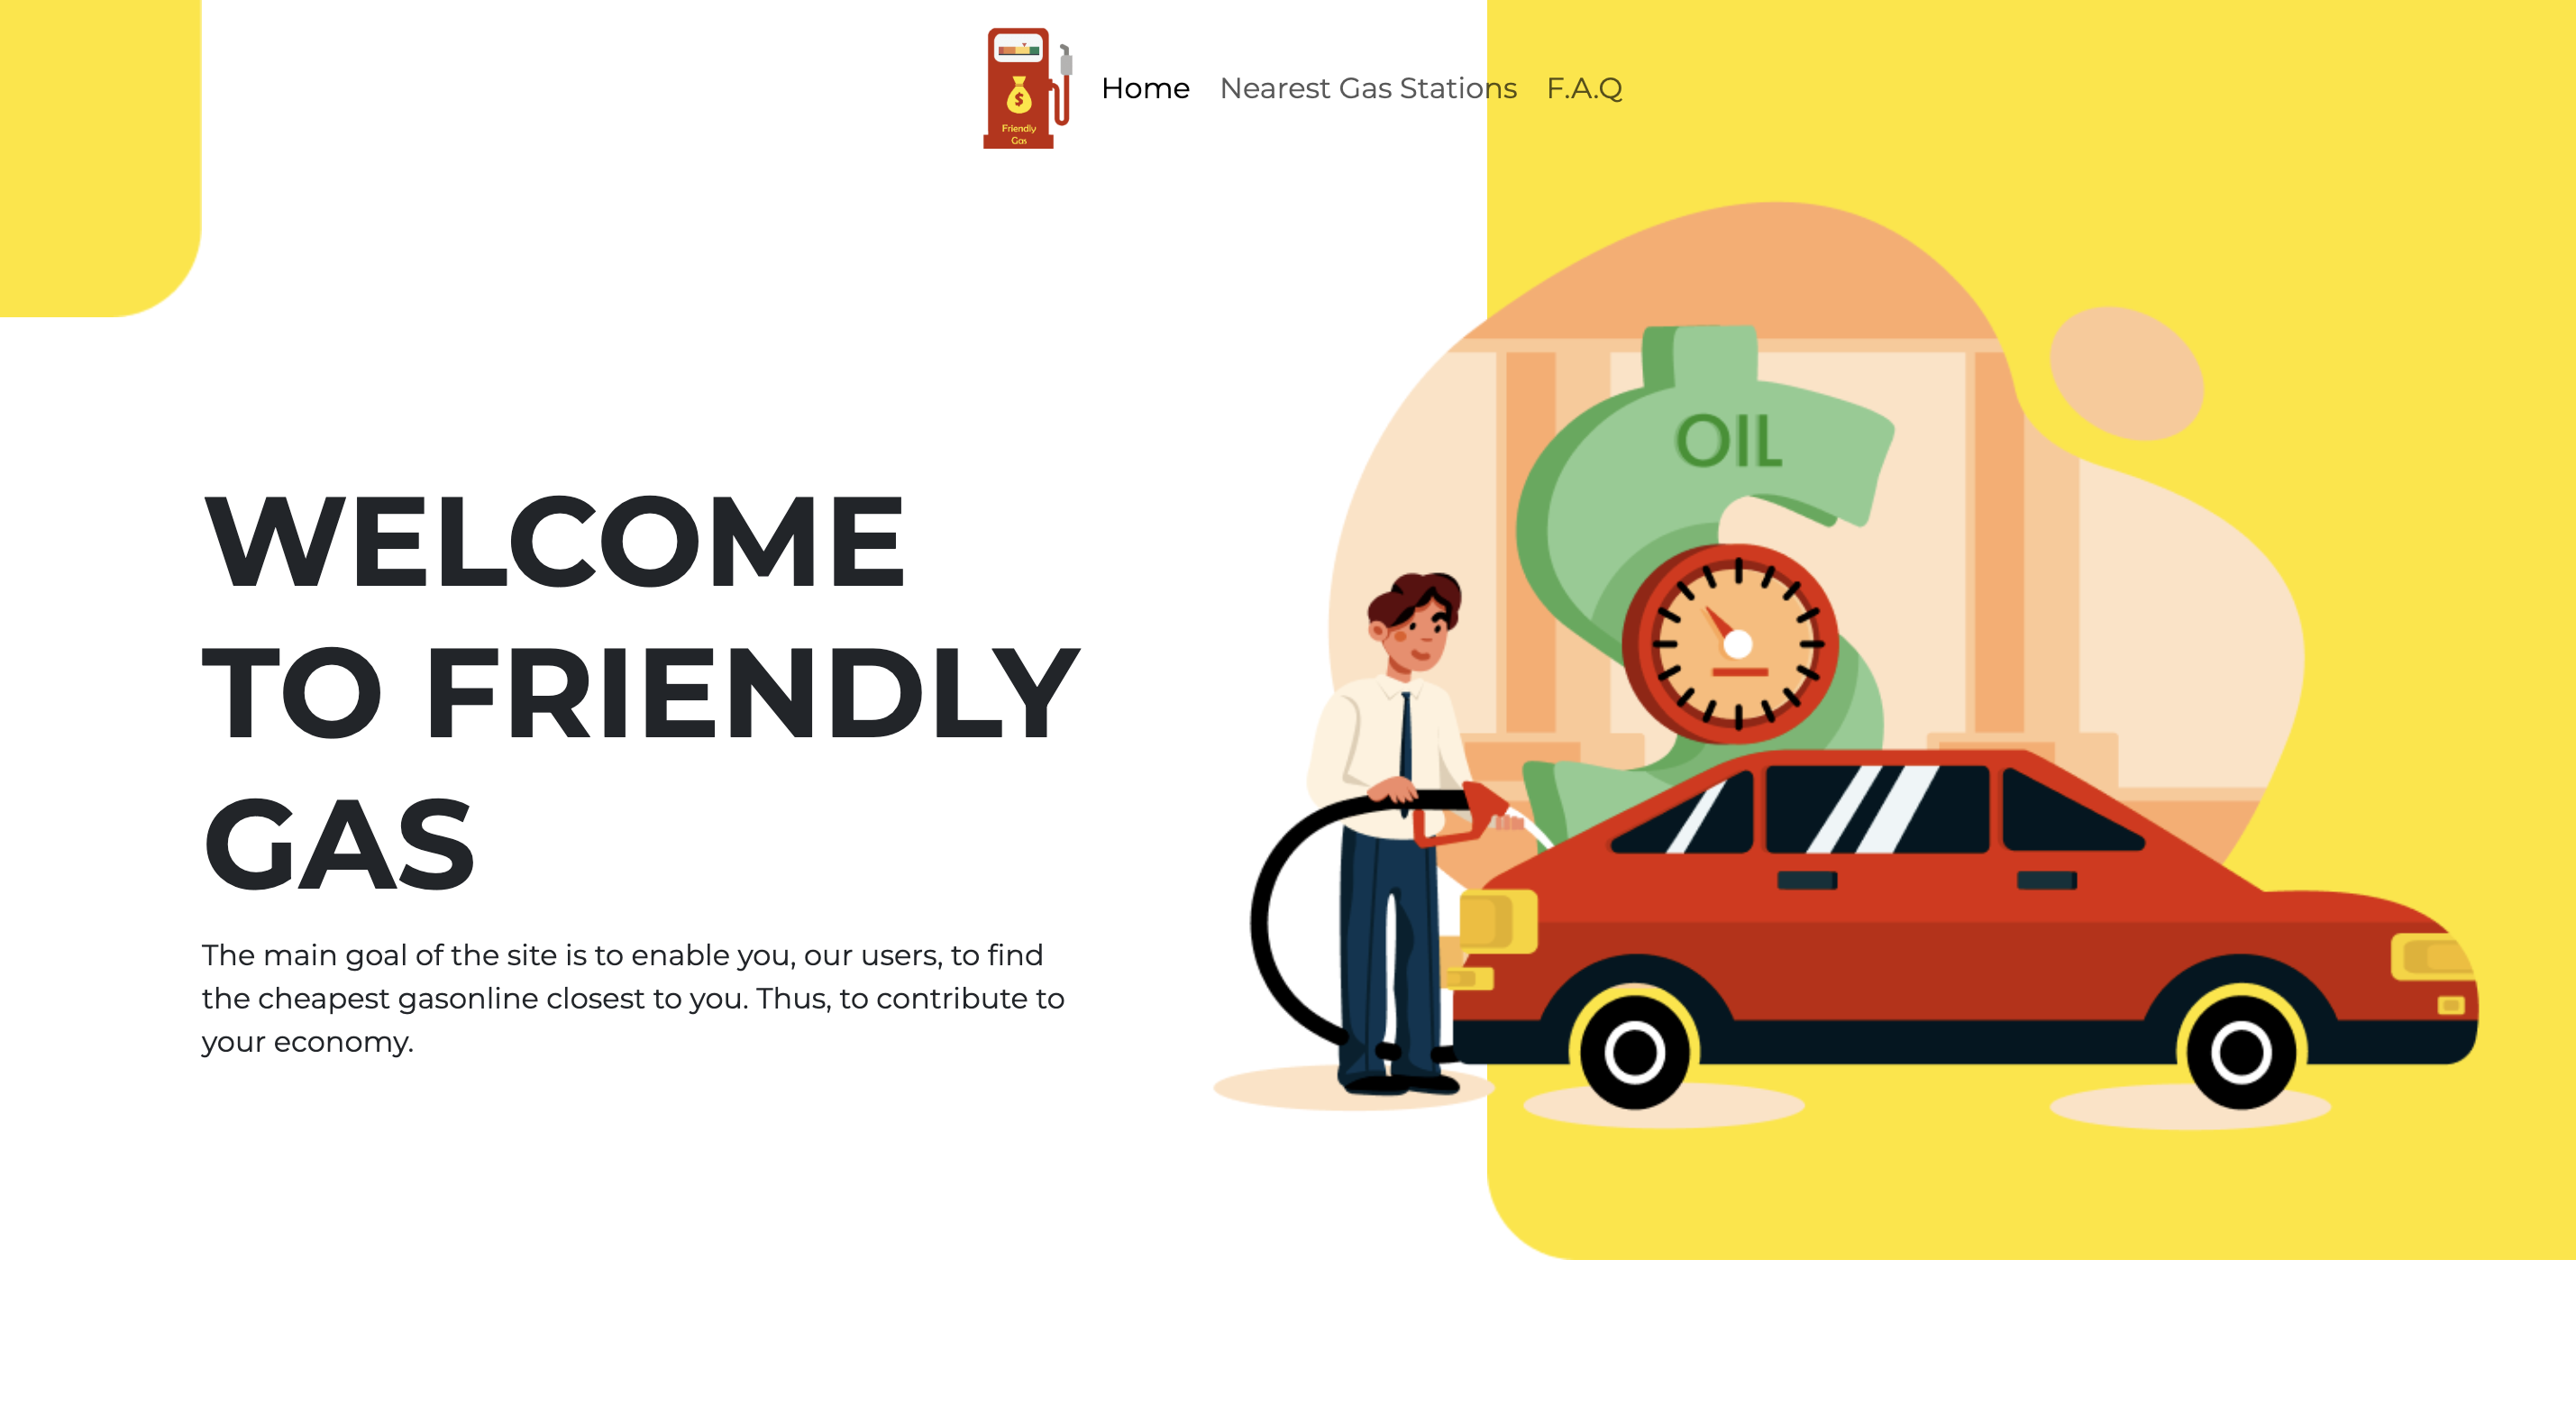 Friendly
Gas
Home Nearest Gas Stations F.A.Q
OIL
WELCOME
TO FRIENDLY
GAS
The main goal of the site is to enable you, our users, to find
the cheapest gasonline closest to you. Thus, to contribute to
your economy.